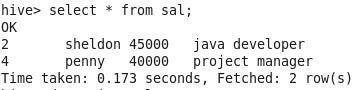 hive> select * from sal;
OK
2 sheldon 45000 java developer
4 penny 40000 project manager
Time taken: 0.173 seconds, Fetched: 2 row(s)